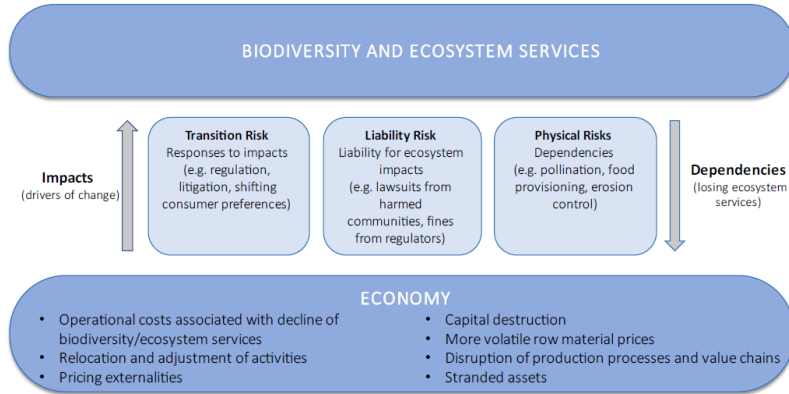 BIODIVERSITY AND ECOSYSTEM SERVICES
Impacts
(drivers of change)
Transition Risk
Responses to impacts
(e.g. regulation,
litigation, shifting
consumer preferences)
Liability Risk
Liability for ecosystem
impacts
(e.g. lawsuits from
harmed
communities, fines
from regulators)
Physical Risks
Dependencies
(e.g. pollination, food
provisioning, erosion
control)
Dependencies
(losing ecosystem
services)
ECONOMY
• Operational costs associated with decline of
biodiversity/ecosystem services
• Relocation and adjustment of activities
• Pricing externalities
• Capital destruction
• More volatile row material prices
• Disruption of production processes and value chains
• Stranded assets